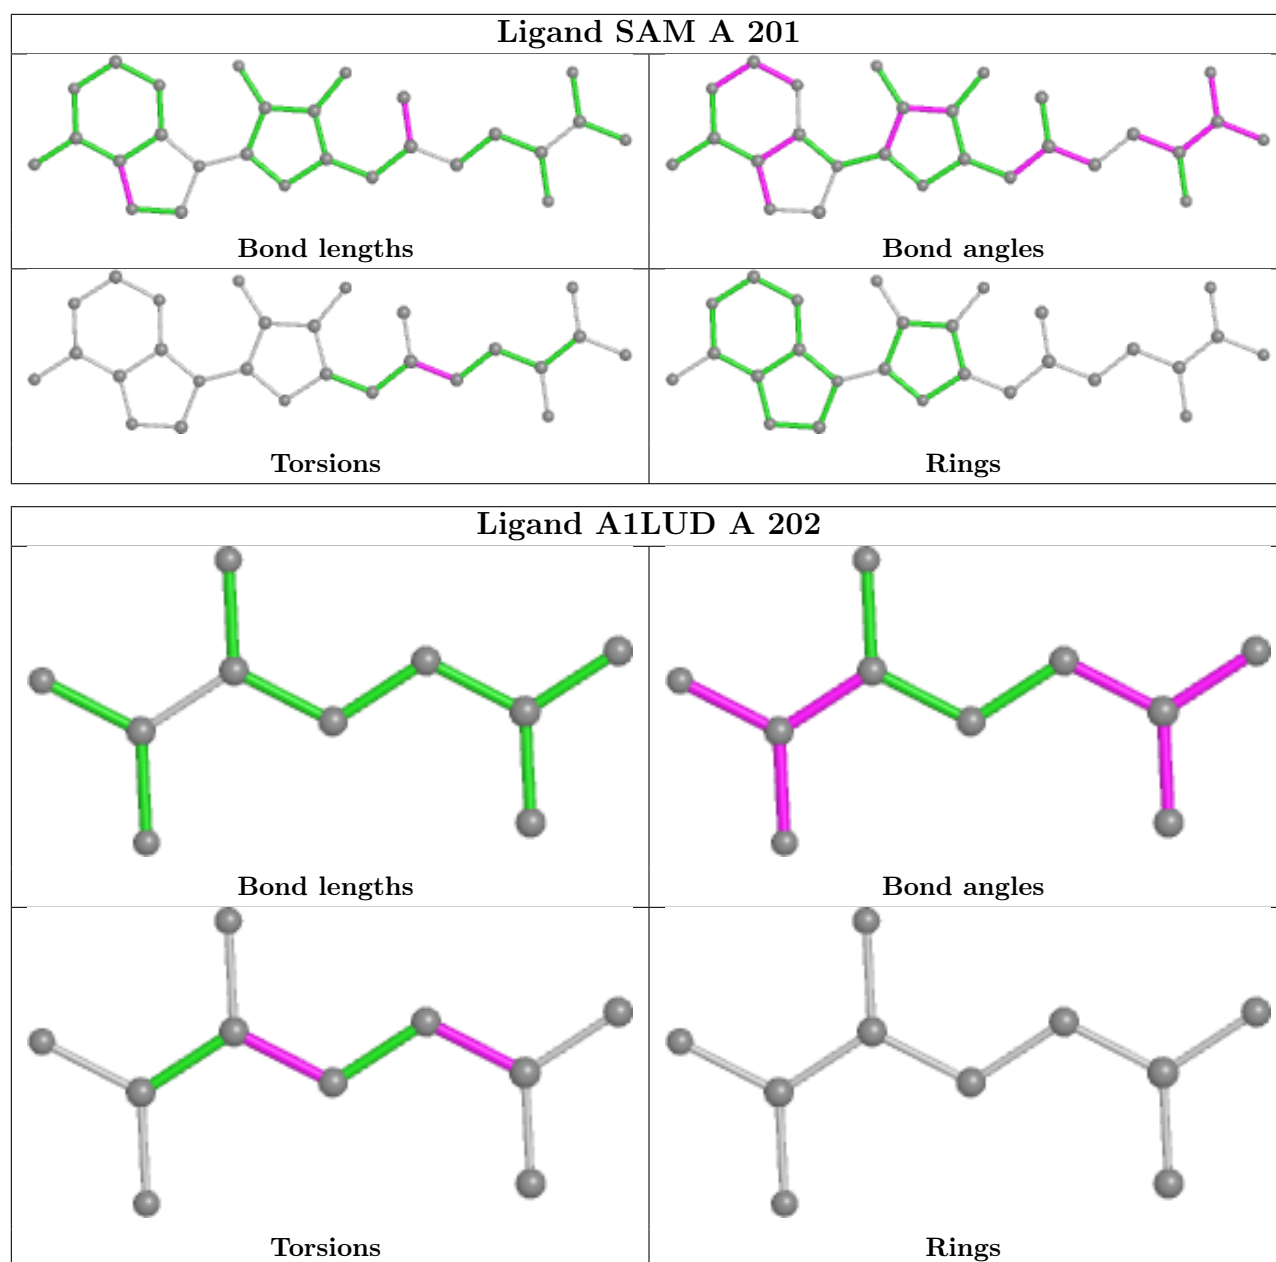 Ligand SAM A 201
Bond lengths
Bond angles
Torsions
Rings
Ligand A1LUD A 202
Bond lengths
Bond angles
Torsions
Rings